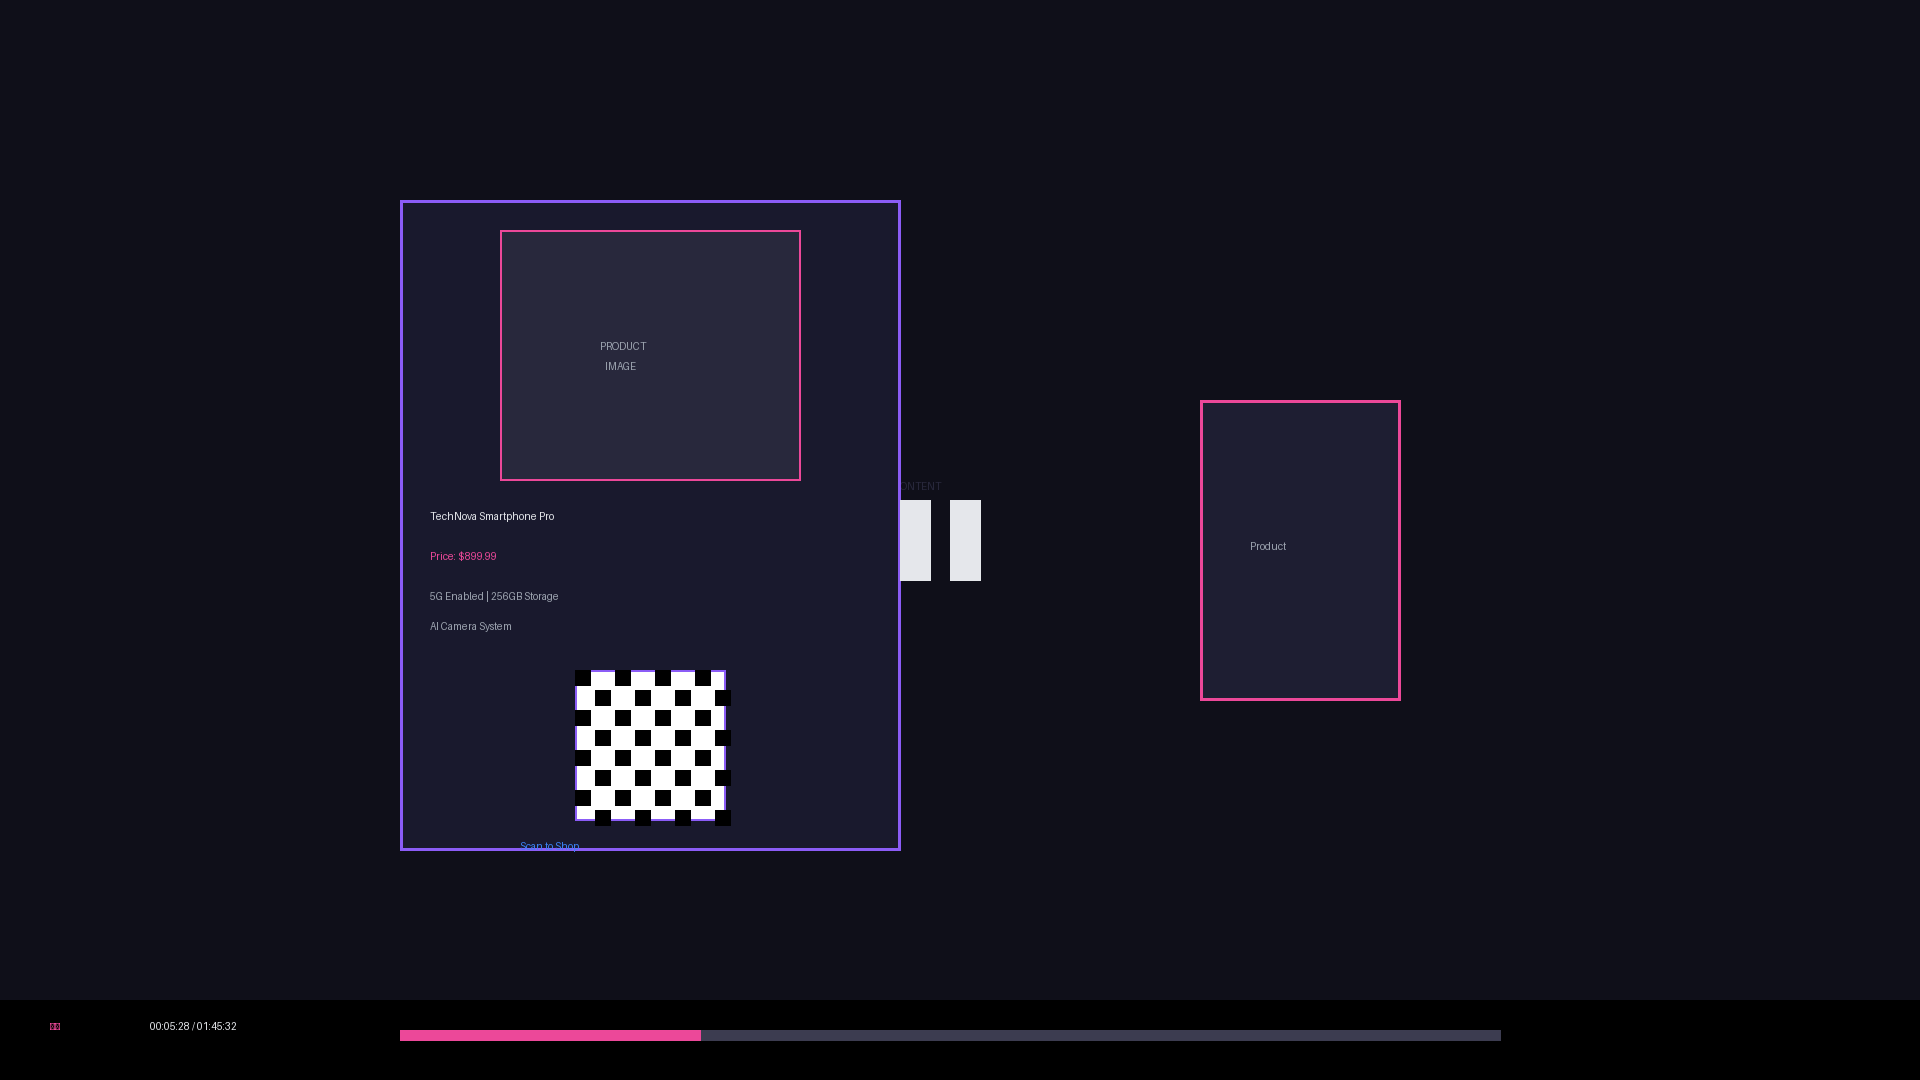 PRODUCT
IMAGE
ONTENT
TechNova Smartphone Pro
Price: $899.99
5G Enabled | 256GB Storage
AI Camera System
Scan to Shop
Product
00:05:28 / 01:45:32